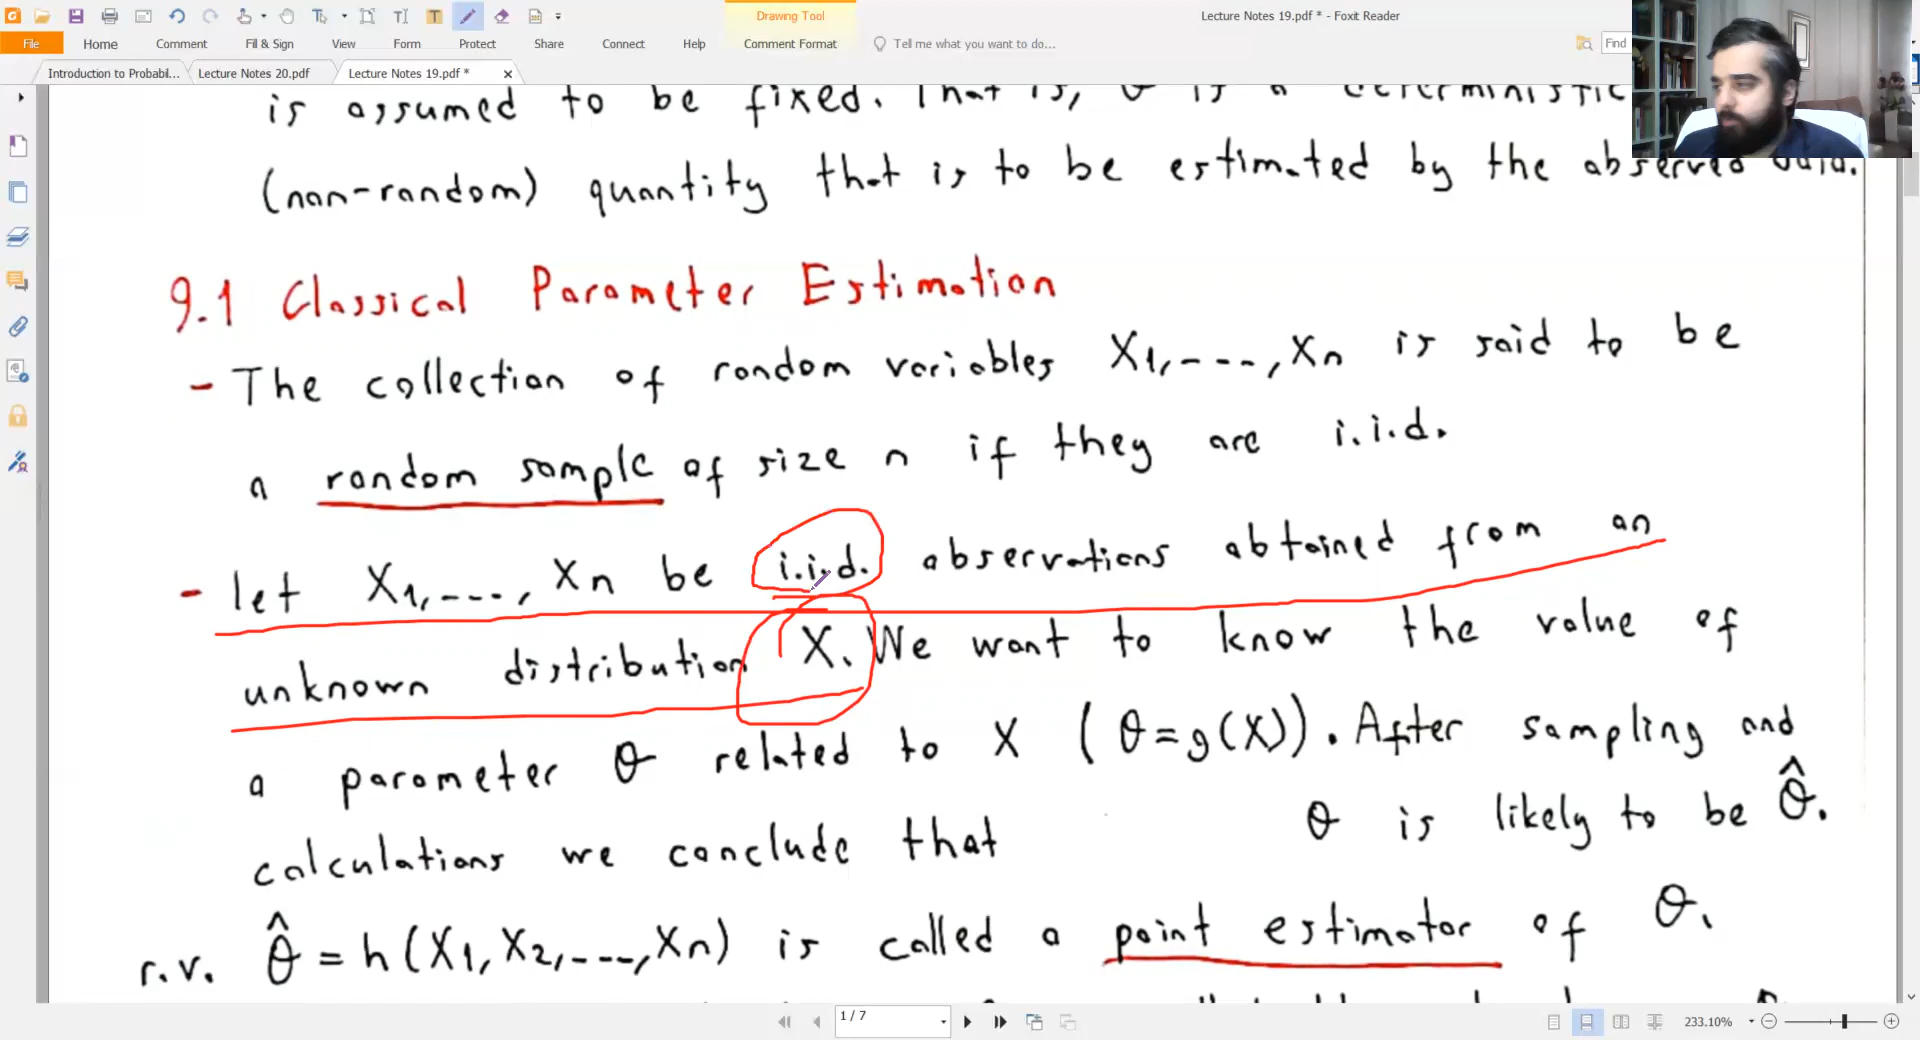 Lecture Notes 19.pdf * - Foxit Reader
Drawing Tool
File Home Comment Fill & Sign View Form Protect Share Connect Help Comment Format Tell me what you want to do... Find
Introduction to Probabil... Lecture Notes 20.pdf Lecture Notes 19.pdf *
is assumed to be fixed. That is, θ is a deterministic
(non-random) quantity that is to be estimated by the observed data.
9.1 Classical Parameter Estimation
- The collection of random variables X1,----,Xn is said to be
a random sample of size n if they are i.i.d.
- let X1,----, Xn be i.i.d. observations obtained from an
unknown distribution X. We want to know the value of
a parameter θ related to X (θ=g(X)). After sampling and
calculations we conclude that θ is likely to be θ̂.
r.v. θ̂ = h(X1,X2,----,Xn) is called a point estimator of θ.
1 / 7
233.10%